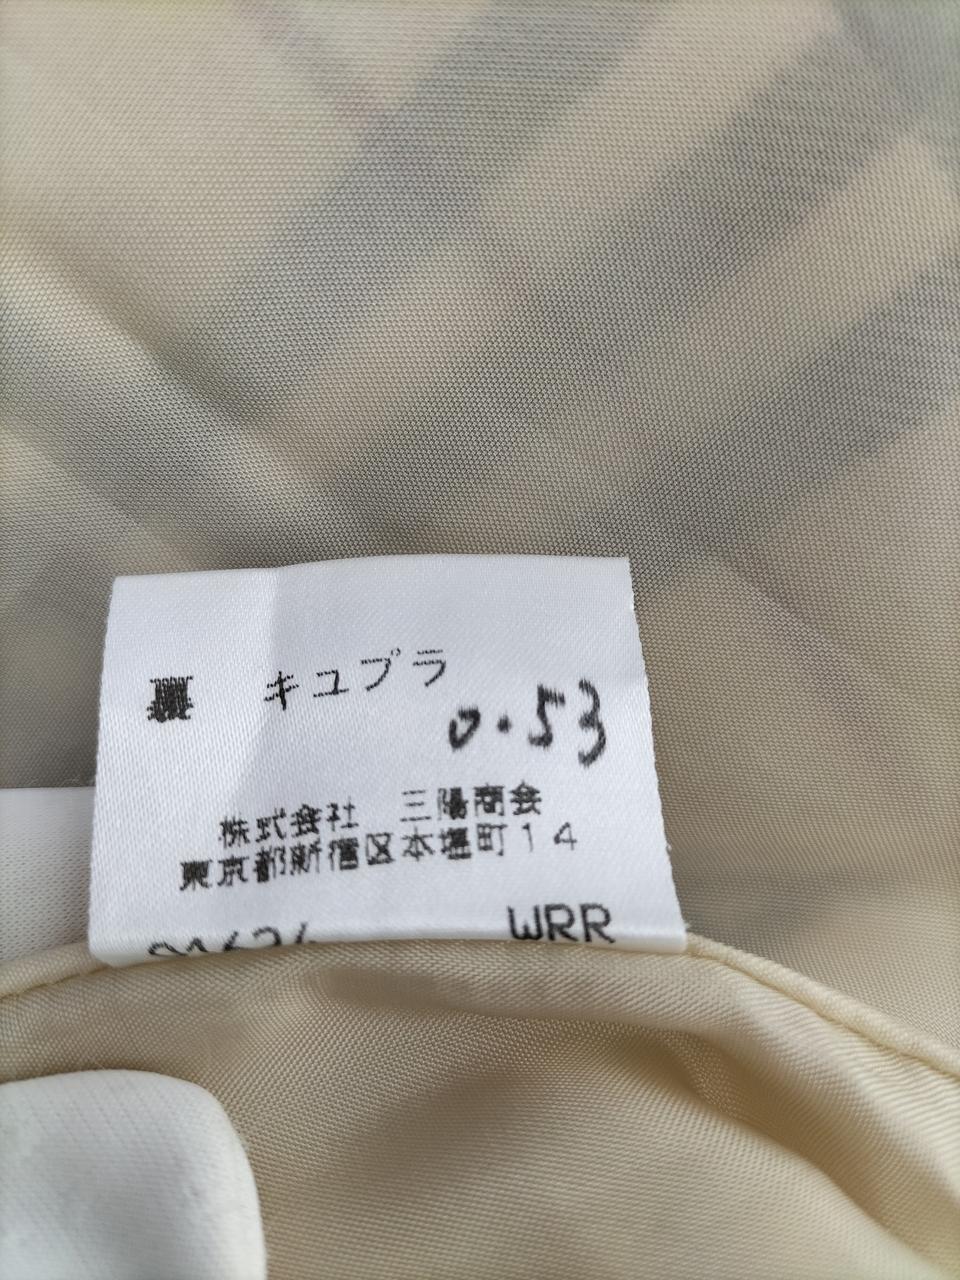 裏 キュプラ
0.53
株式会社 三陽商会
東京都新宿区本塩町14
WRR